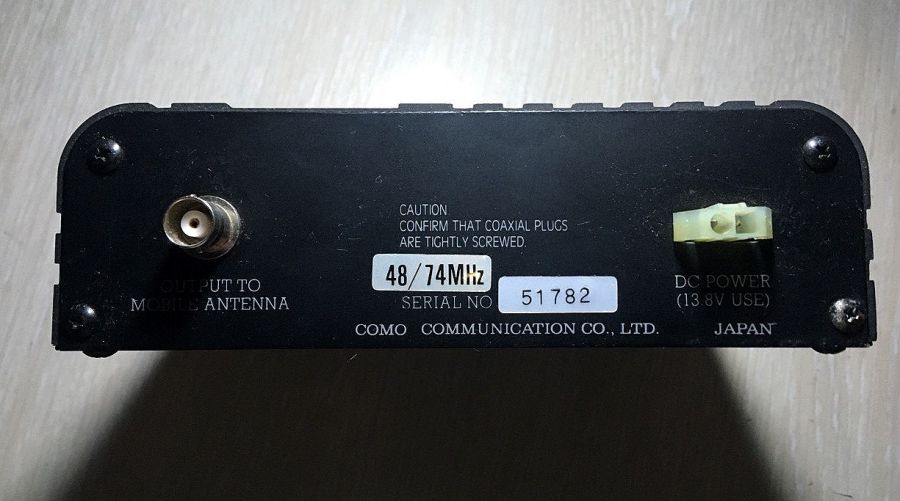 CAUTION
CONFIRM THAT COAXIAL PLUGS
ARE TIGHTLY SCREWED.
OUTPUT TO
MOBILE ANTENNA
48/74MHz
SERIAL NO
51782
DC POWER
(13.8V USE)
COMO COMMUNICATION CO., LTD. JAPAN